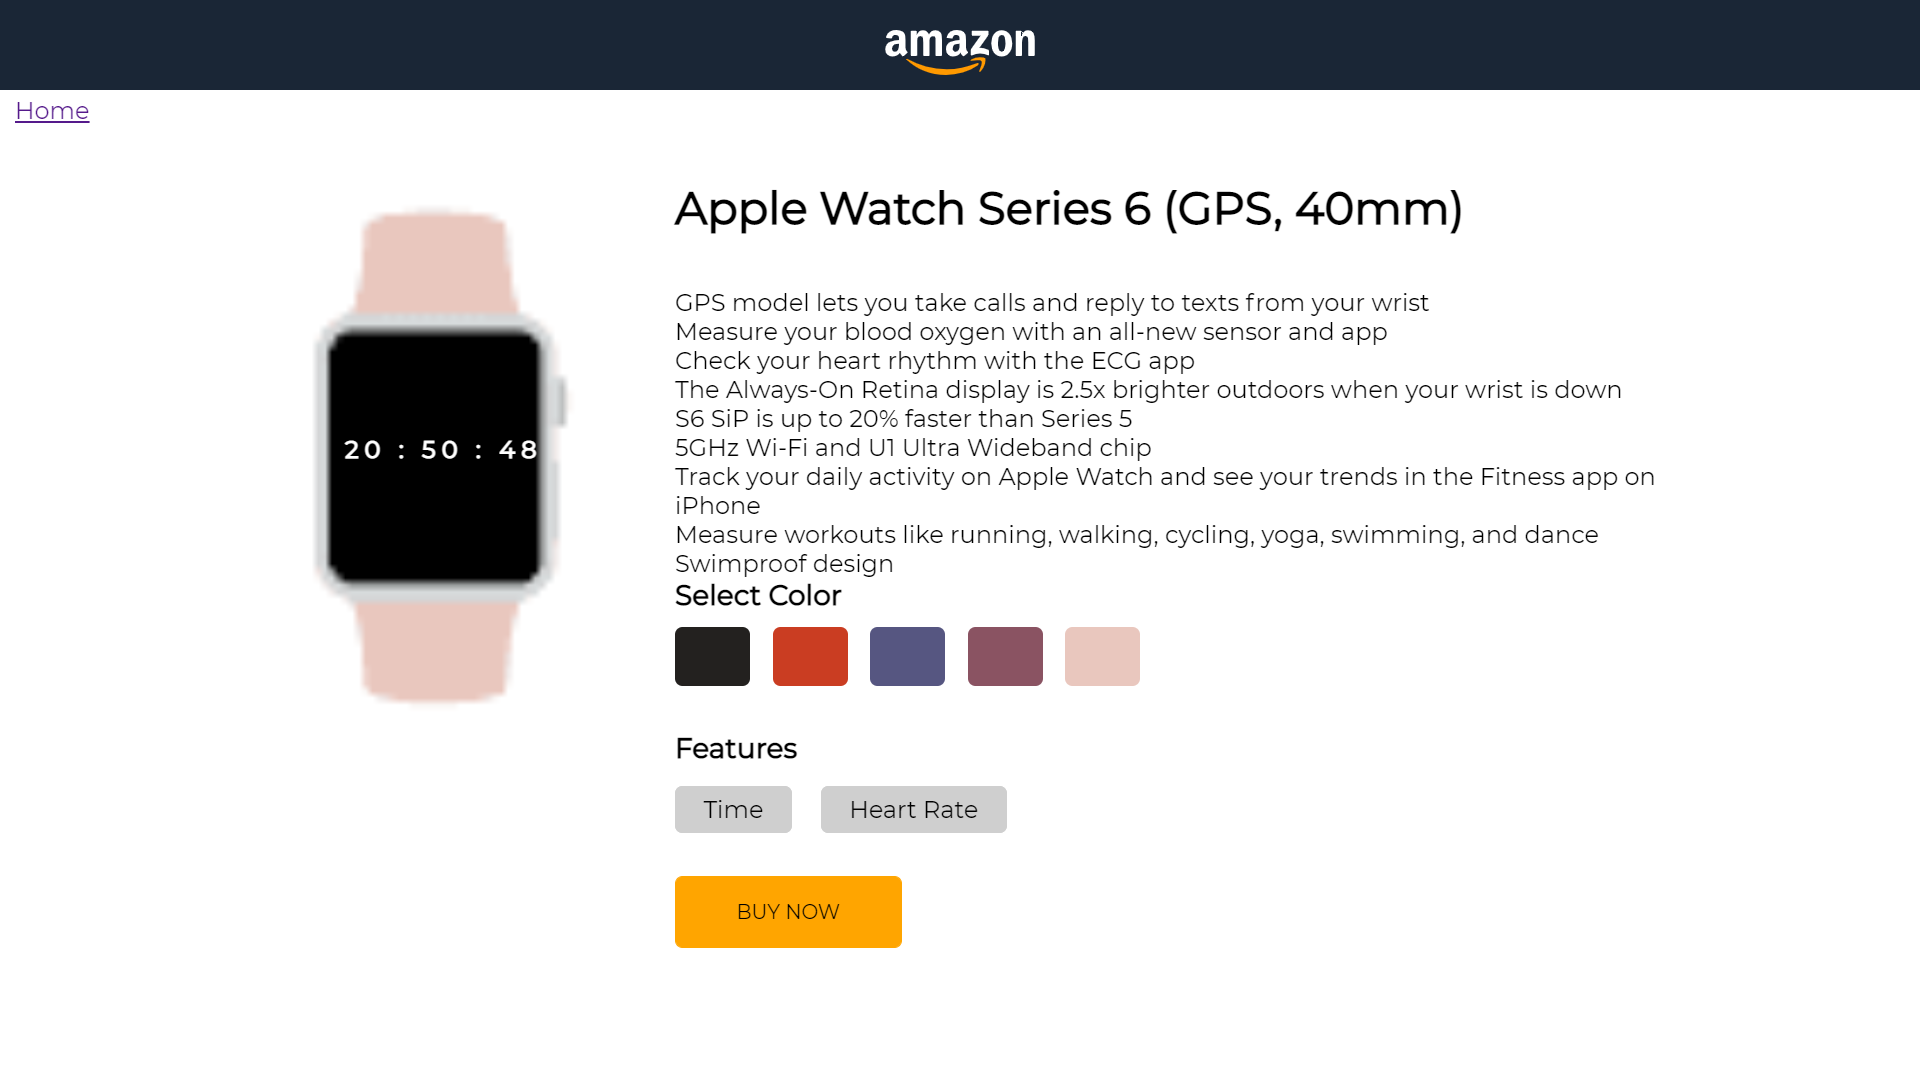 amazon
Home
Apple Watch Series 6 (GPS, 40mm)
GPS model lets you take calls and reply to texts from your wrist
Measure your blood oxygen with an all-new sensor and app
Check your heart rhythm with the ECG app
The Always-On Retina display is 2.5x brighter outdoors when your wrist is down
S6 SiP is up to 20% faster than Series 5
5GHz Wi-Fi and U1 Ultra Wideband chip
Track your daily activity on Apple Watch and see your trends in the Fitness app on
iPhone
Measure workouts like running, walking, cycling, yoga, swimming, and dance
Swimproof design
20 : 50 : 48
Select Color
Features
Time
Heart Rate
BUY NOW